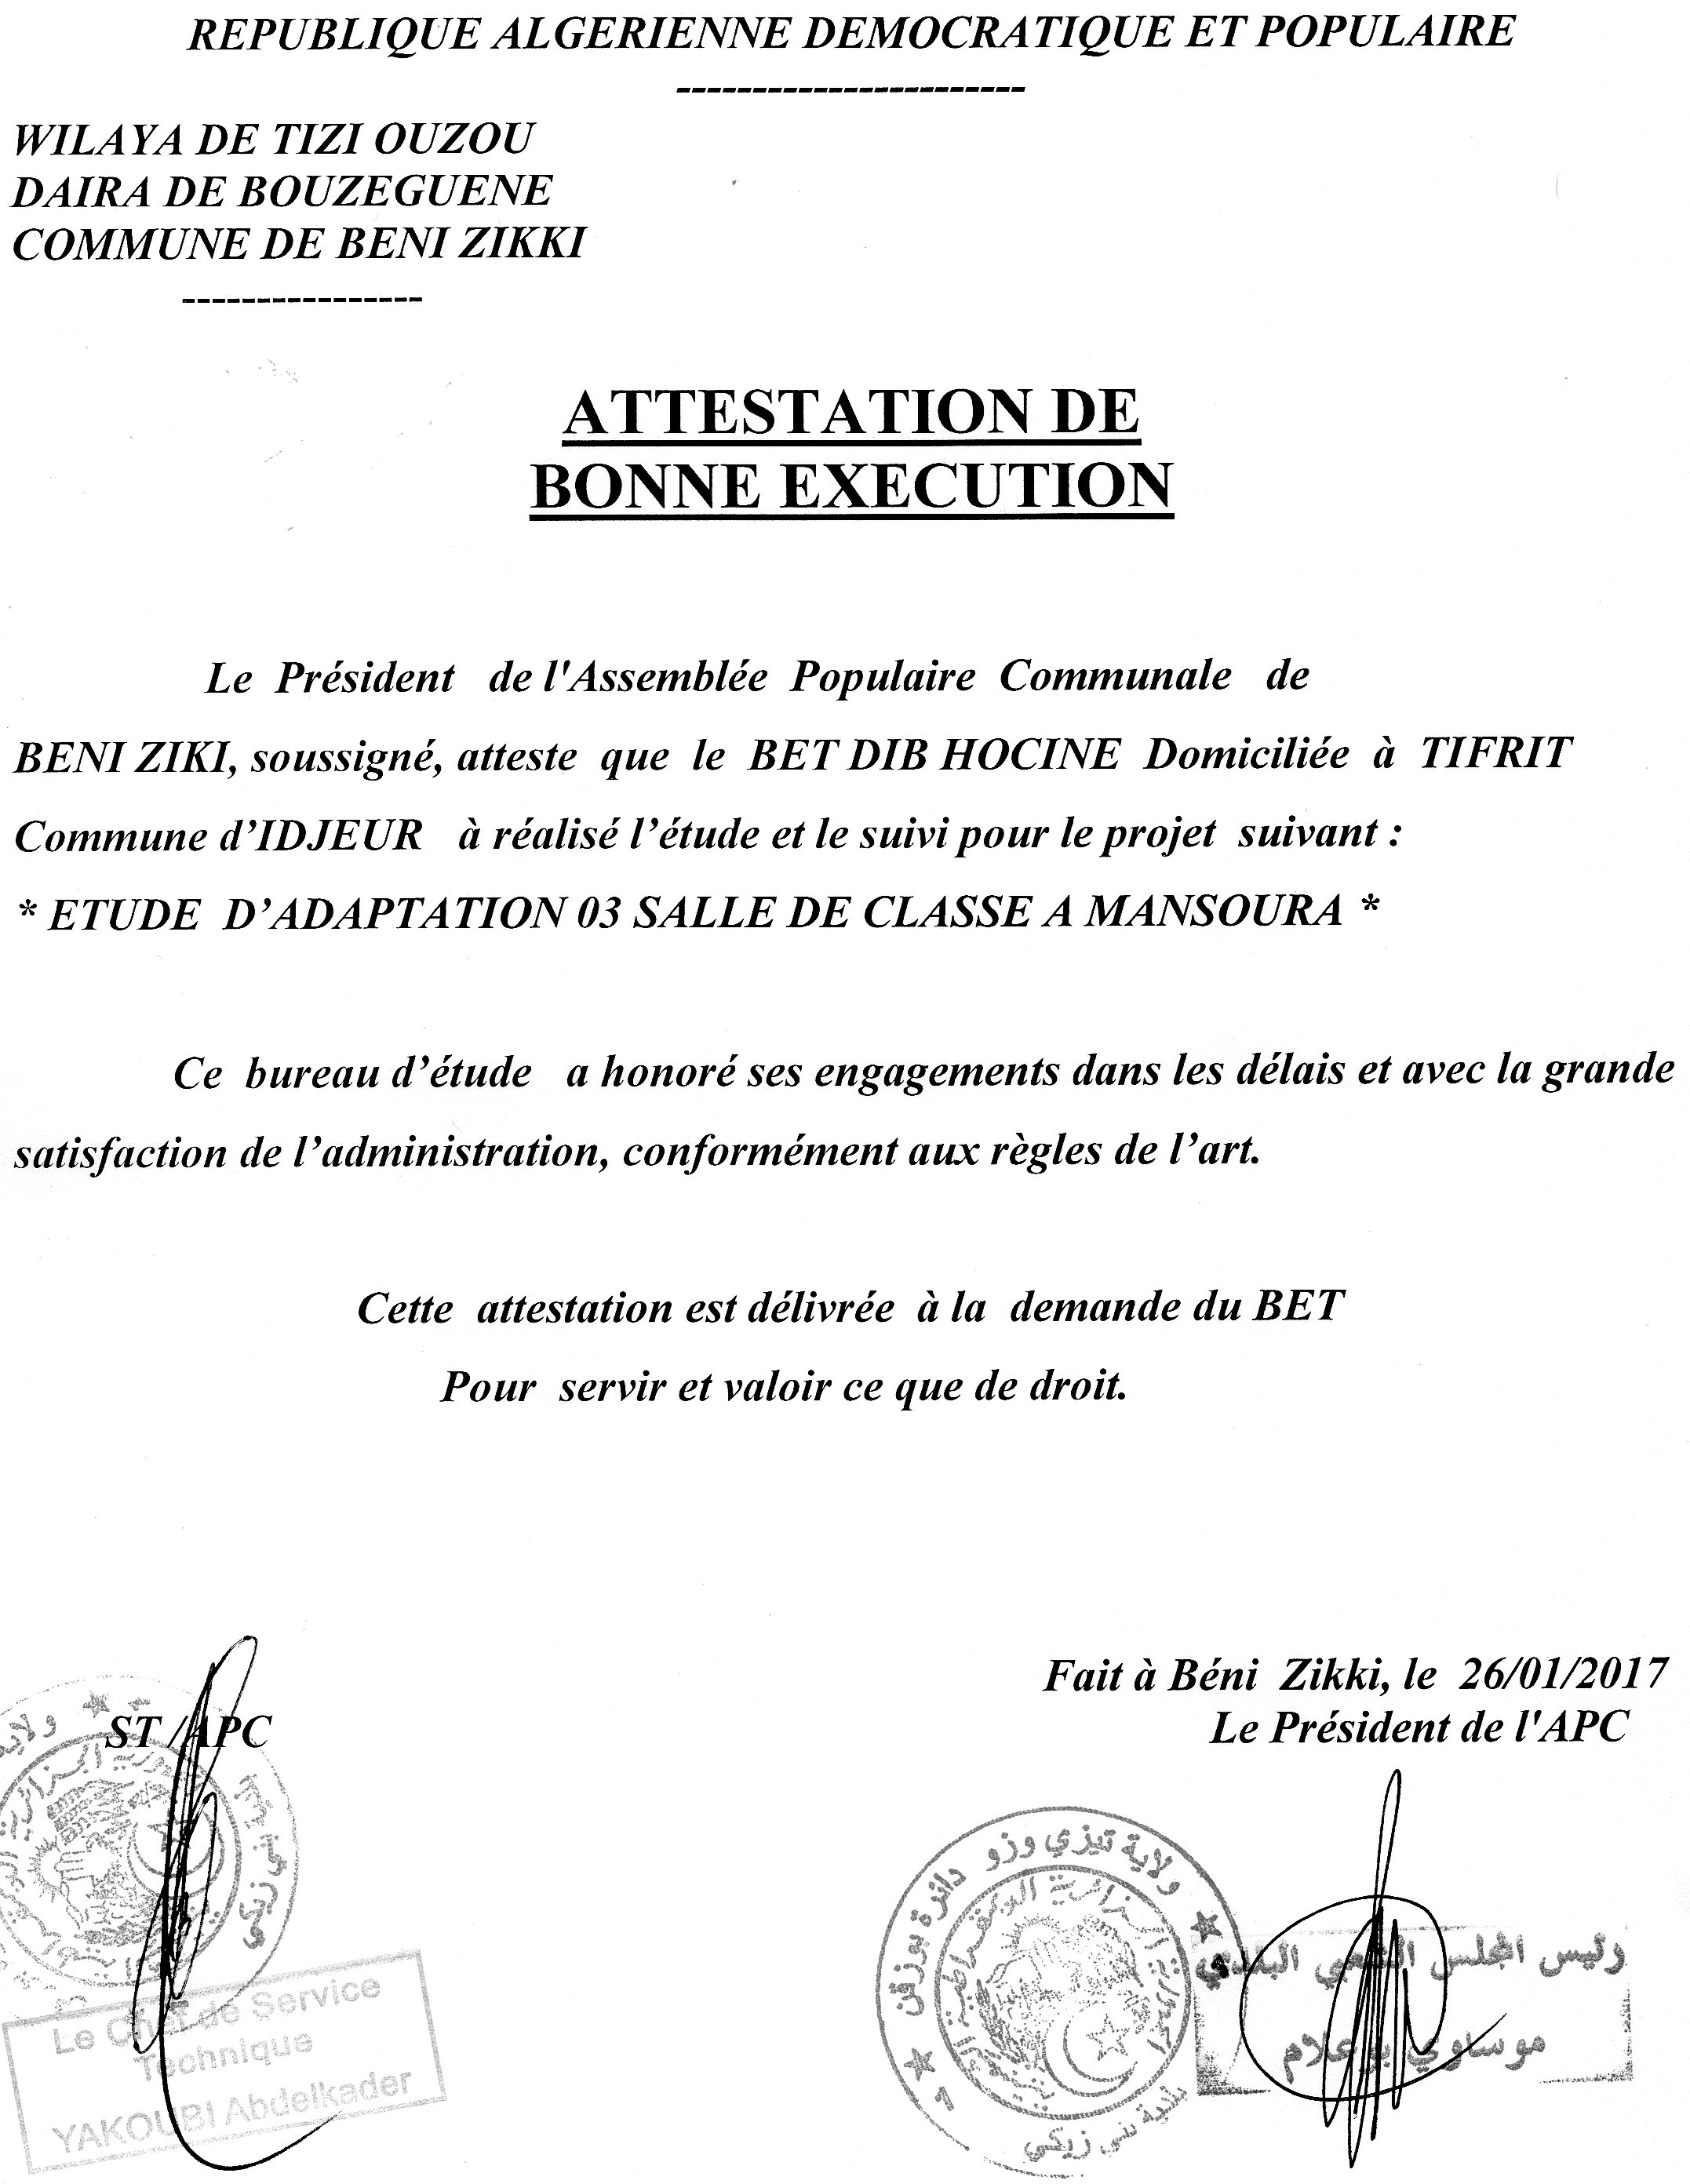 REPUBLIQUE ALGERIENNE DEMOCRATIQUE ET POPULAIRE
-----------------------
WILAYA DE TIZI OUZOU
DAIRA DE BOUZEGUENE
COMMUNE DE BENI ZIKKI
----------------
ATTESTATION DE
BONNE EXECUTION
Le Président de l'Assemblée Populaire Communale de
BENI ZIKI, soussigné, atteste que le BET DIB HOCINE Domiciliée à TIFRIT
Commune d’IDJEUR à réalisé l’étude et le suivi pour le projet suivant :
* ETUDE D’ADAPTATION 03 SALLE DE CLASSE A MANSOURA *
Ce bureau d’étude a honoré ses engagements dans les délais et avec la grande
satisfaction de l’administration, conformément aux règles de l’art.
Cette attestation est délivrée à la demande du BET
Pour servir et valoir ce que de droit.
Fait à Béni Zikki, le 26/01/2017
ST /APC
Le Président de l'APC
Le Chef de Service
Technique
YAKOUBI Abdelkader
ولاية تيزي وزو دائرة بوزقن
بلدية بني زيكي
رئيس المجلس الشعبي البلدي
موساوي بوعلام